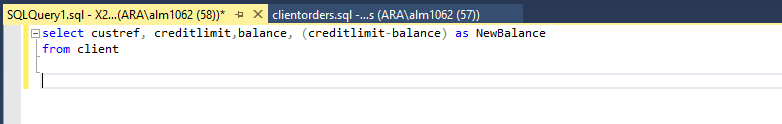 SQLQuery1.sql - X2...(ARA\alm1062 (58))* clientorders.sql -...s (ARA\alm1062 (57))
select custref, creditlimit,balance, (creditlimit-balance) as NewBalance
from client